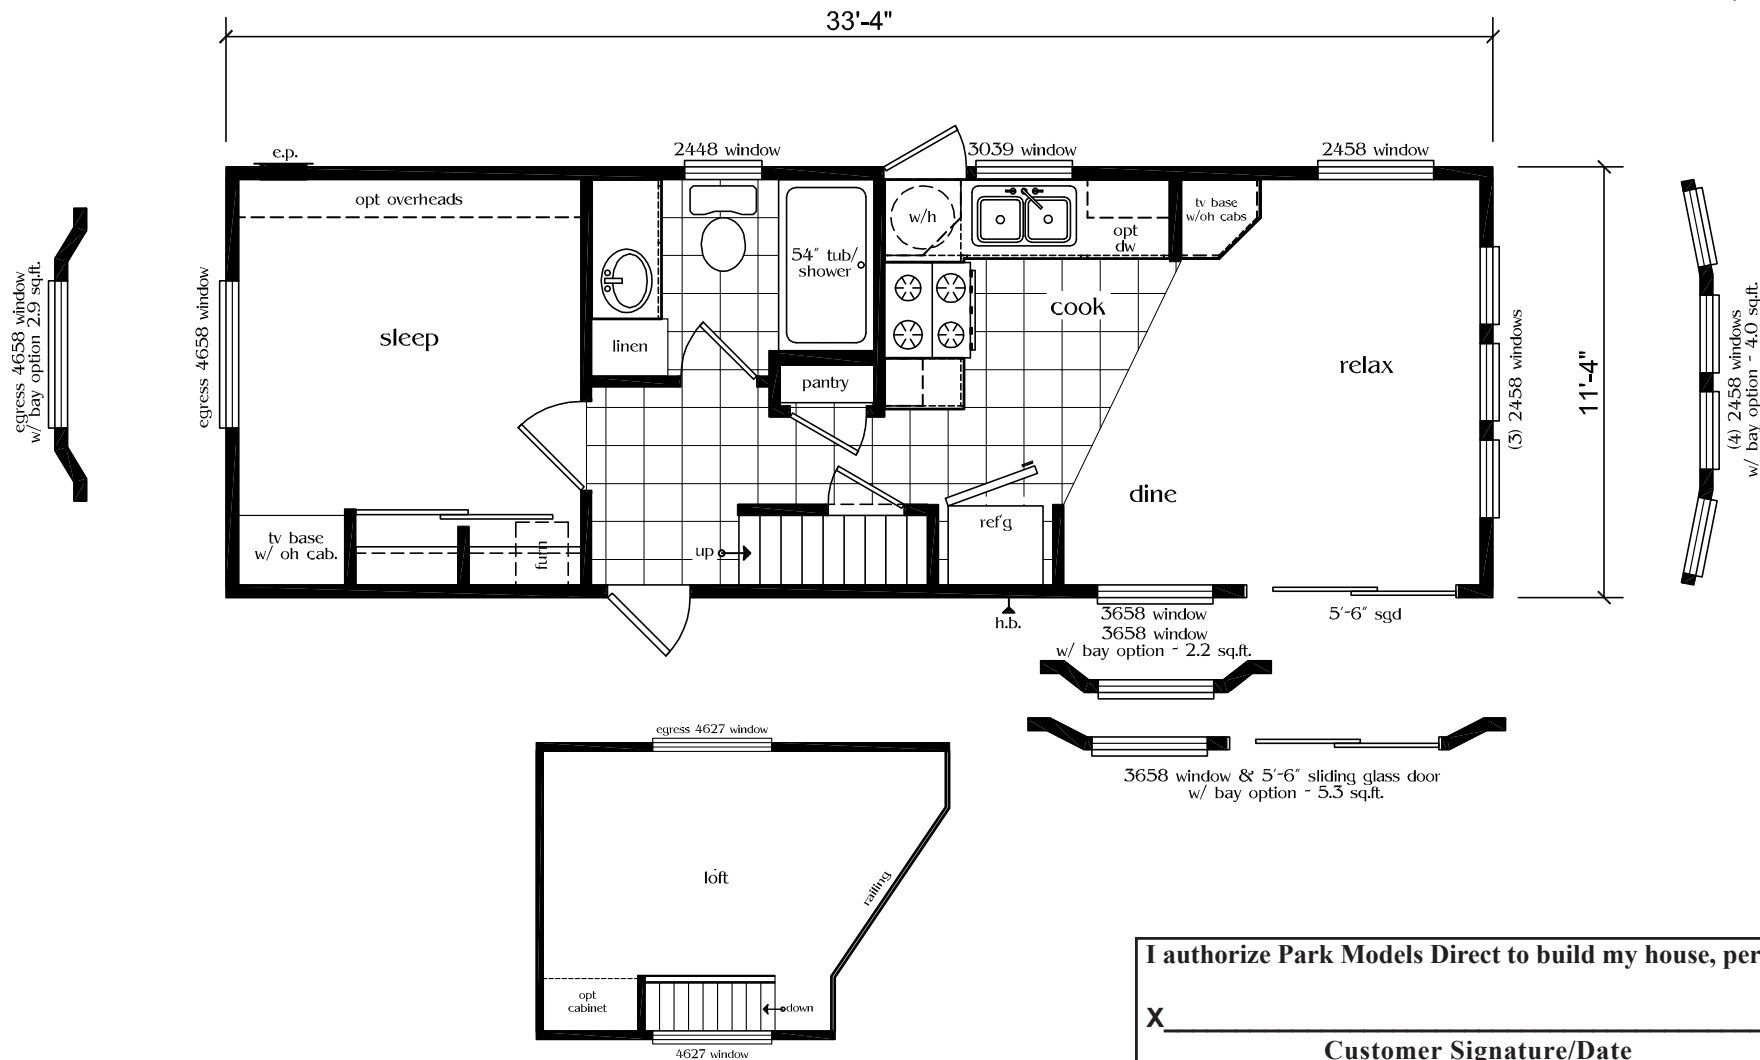 33'-4"
e.p.
2448 window
3039 window
2458 window
opt overheads
w/h
opt
dw
tv base
w/oh cabs
54" tub/
shower
cook
sleep
linen
pantry
relax
egress 4658 window
w/ bay option 2.9 sq.ft.
egress 4658 window
(3) 2458 windows
11'-4"
(4) 2458 windows
w/ bay option - 4.0 sq.ft.
dine
ref'g
tv base
w/ oh cab.
furn
up
h.b.
3658 window
3658 window
w/ bay option - 2.2 sq.ft.
5'-6" sgd
egress 4627 window
3658 window & 5'-6" sliding glass door
w/ bay option - 5.3 sq.ft.
loft
railing
opt
cabinet
down
4627 window
I authorize Park Models Direct to build my house, per
X
Customer Signature/Date